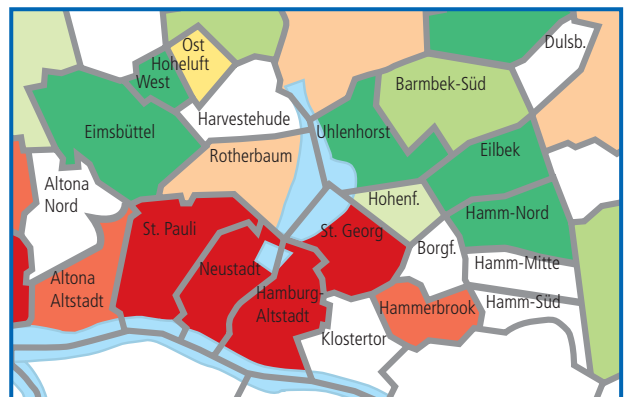 Dulsb.
Ost
Hoheluft
West
Barmbek-Süd
Harvestehude
Eimsbüttel
Uhlenhorst
Rotherbaum
Eilbek
Altona
Nord
Hohenf.
Hamm-Nord
St. Pauli
St. Georg
Borgf.
Hamm-Mitte
Neustadt
Altona
Altstadt
Hamburg-
Altstadt
Hammerbrook
Hamm-Süd
Klostertor